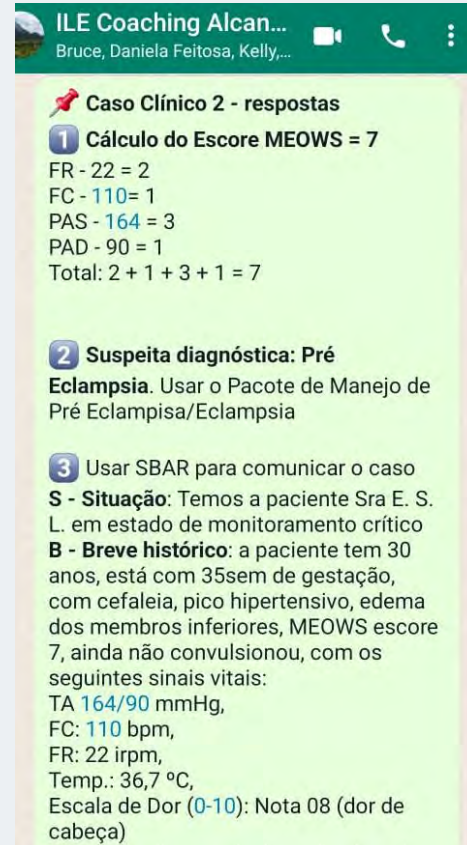 ILE Coaching Alcan...
Bruce, Daniela Feitosa, Kelly,...
📌 Caso Clínico 2 - respostas
1️⃣ Cálculo do Escore MEOWS = 7
FR - 22 = 2
FC - 110= 1
PAS - 164 = 3
PAD - 90 = 1
Total: 2 + 1 + 3 + 1 = 7
2️⃣ Suspeita diagnóstica: Pré
Eclampsia. Usar o Pacote de Manejo de
Pré Eclampisa/Eclampsia
3️⃣ Usar SBAR para comunicar o caso
S - Situação: Temos a paciente Sra E. S.
L. em estado de monitoramento crítico
B - Breve histórico: a paciente tem 30
anos, está com 35sem de gestação,
com cefaleia, pico hipertensivo, edema
dos membros inferiores, MEOWS escore
7, ainda não convulsionou, com os
seguintes sinais vitais:
TA 164/90 mmHg,
FC: 110 bpm,
FR: 22 irpm,
Temp.: 36,7 ºC,
Escala de Dor (0-10): Nota 08 (dor de
cabeça)